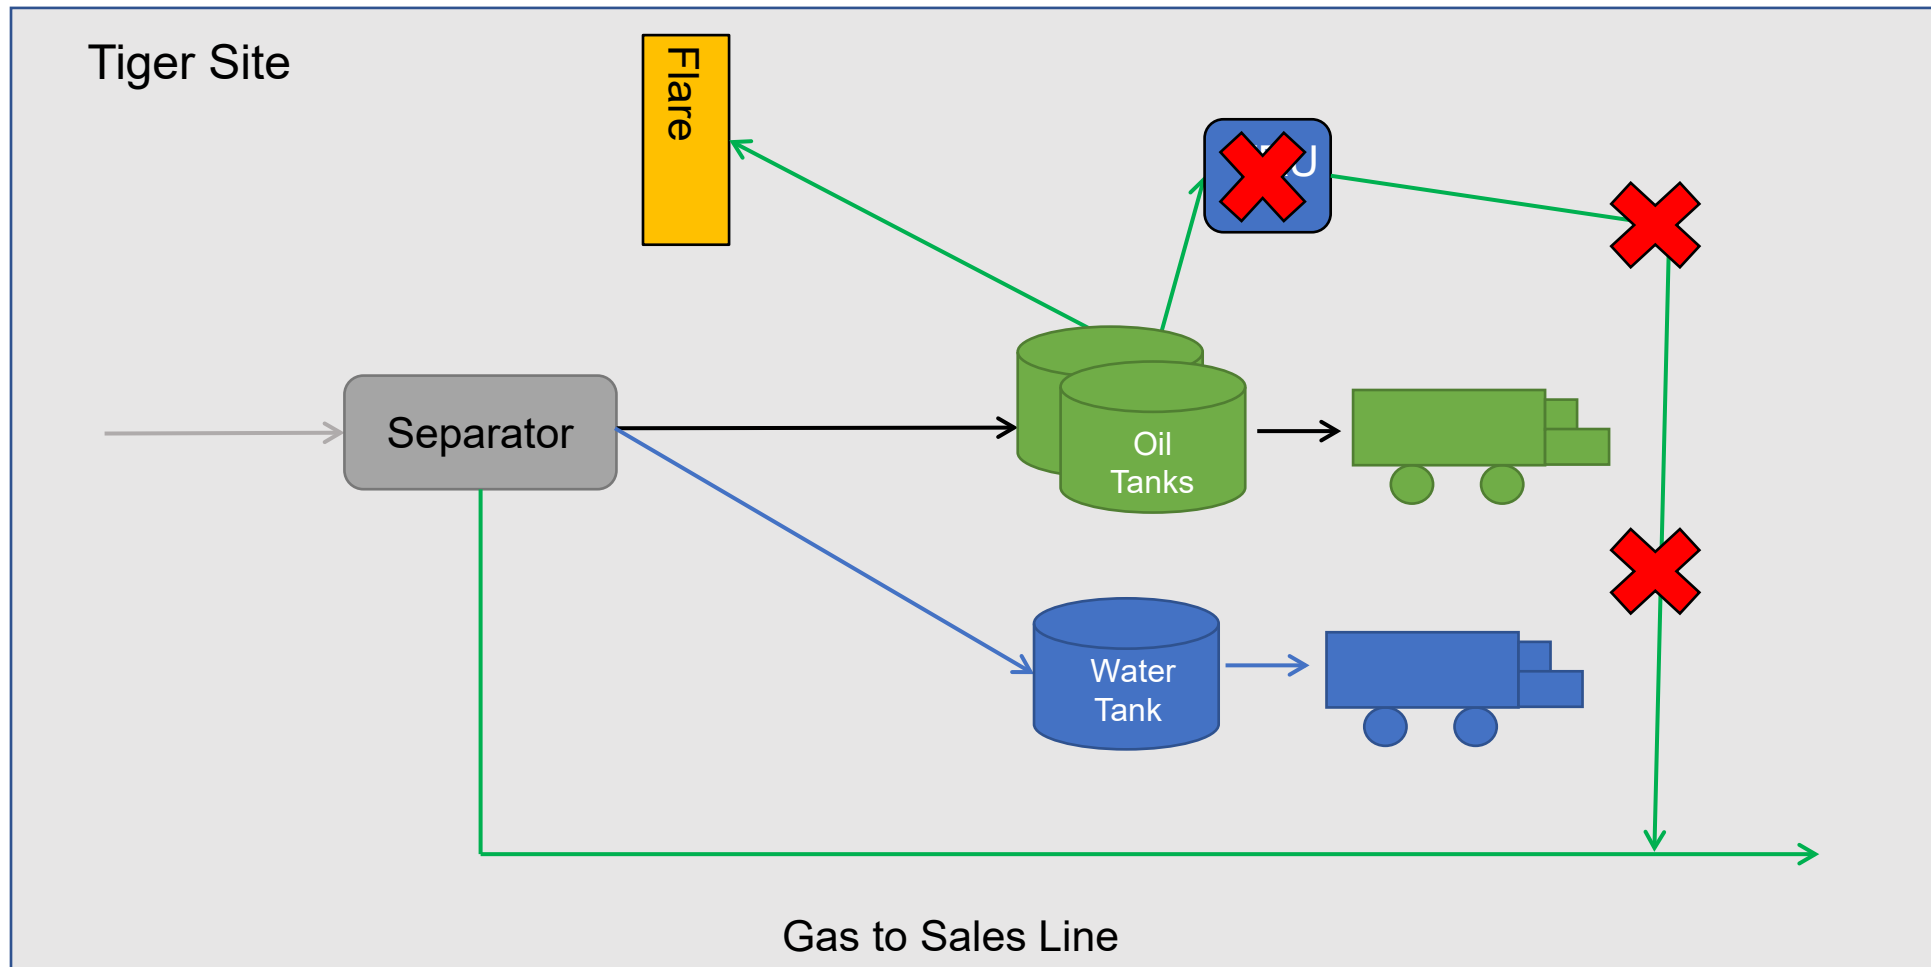 Tiger Site
Flare
Separator
Oil
Tanks
Water
Tank
Gas to Sales Line